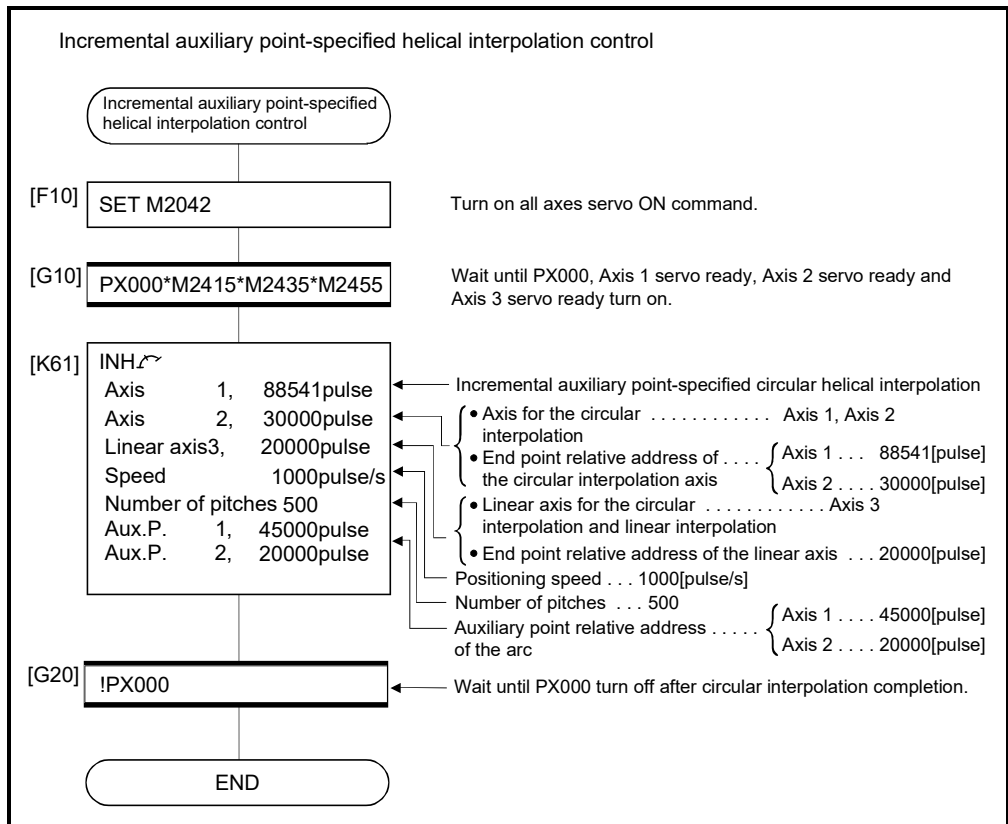 Incremental auxiliary point-specified helical interpolation control
Incremental auxiliary point-specified
helical interpolation control
[F10]
SET M2042
Turn on all axes servo ON command.
[G10]
PX000*M2415*M2435*M2455
Wait until PX000, Axis 1 servo ready, Axis 2 servo ready and
Axis 3 servo ready turn on.
[K61]
INH
Axis 1, 88541pulse
Axis 2, 30000pulse
Linear axis3, 20000pulse
Speed 1000pulse/s
Number of pitches 500
Aux.P. 1, 45000pulse
Aux.P. 2, 20000pulse
Incremental auxiliary point-specified circular helical interpolation
• Axis for the circular . . . . . . . . . . . . Axis 1, Axis 2
interpolation
• End point relative address of . . . . Axis 1 . . . 88541[pulse]
the circular interpolation axis Axis 2 . . . . 30000[pulse]
• Linear axis for the circular . . . . . . . . . . . . Axis 3
interpolation and linear interpolation
• End point relative address of the linear axis . . . 20000[pulse]
Positioning speed . . . 1000[pulse/s]
Number of pitches . . . 500
Auxiliary point relative address . . . . . Axis 1 . . . . 45000[pulse]
of the arc Axis 2 . . . . 20000[pulse]
[G20]
!PX000
Wait until PX000 turn off after circular interpolation completion.
END